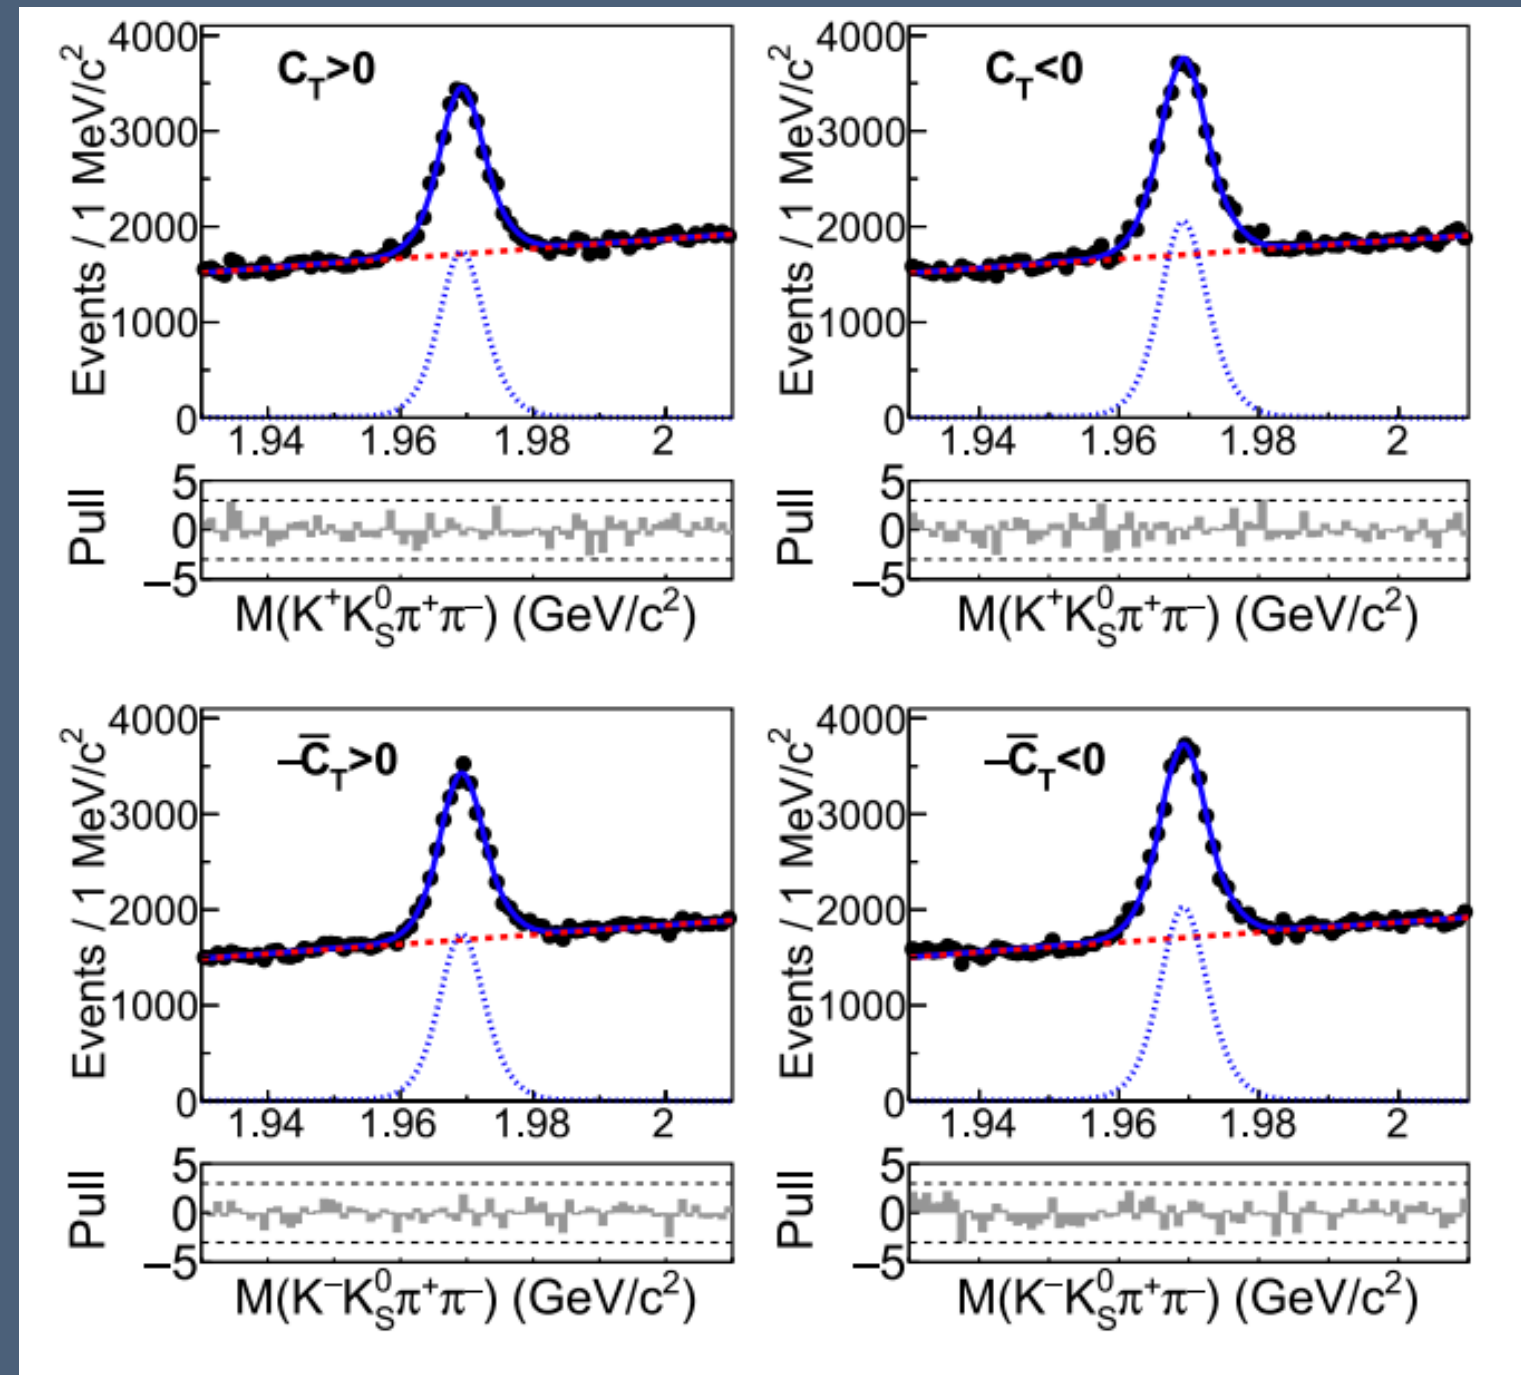 4000
3000
2000
1000
0
Events / 1 MeV/c²
C_T>0
1.94 1.96 1.98 2
5
0
–5
Pull
M(K⁺K⁰_Sπ⁺π⁻) (GeV/c²)
4000
3000
2000
1000
0
Events / 1 MeV/c²
C_T<0
1.94 1.96 1.98 2
5
0
–5
Pull
M(K⁺K⁰_Sπ⁺π⁻) (GeV/c²)
4000
3000
2000
1000
0
Events / 1 MeV/c²
–C̅_T>0
1.94 1.96 1.98 2
5
0
–5
Pull
M(K⁻K⁰_Sπ⁺π⁻) (GeV/c²)
4000
3000
2000
1000
0
Events / 1 MeV/c²
–C̅_T<0
1.94 1.96 1.98 2
5
0
–5
Pull
M(K⁻K⁰_Sπ⁺π⁻) (GeV/c²)